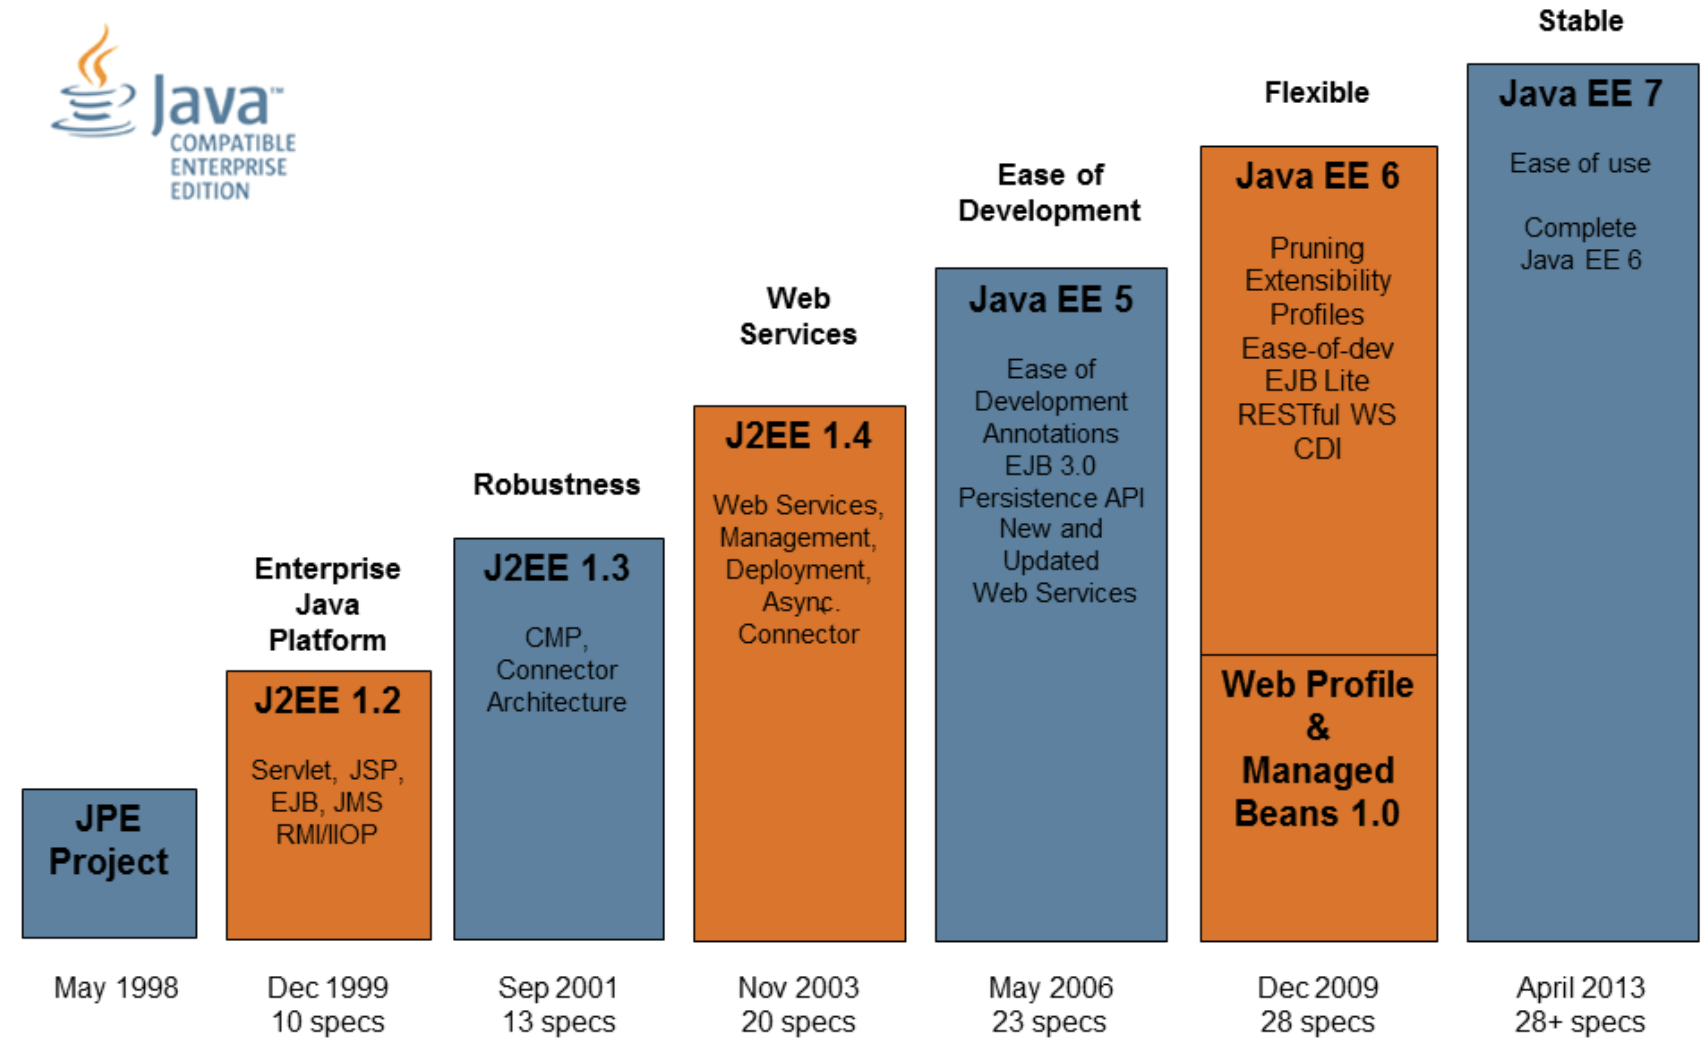 Java™
COMPATIBLE
ENTERPRISE
EDITION
JPE
Project
May 1998
Enterprise
Java
Platform
J2EE 1.2
Servlet, JSP,
EJB, JMS
RMI/IIOP
Dec 1999
10 specs
Robustness
J2EE 1.3
CMP,
Connector
Architecture
Sep 2001
13 specs
Web
Services
J2EE 1.4
Web Services,
Management,
Deployment,
Async.
Connector
Nov 2003
20 specs
Ease of
Development
Java EE 5
Ease of
Development
Annotations
EJB 3.0
Persistence API
New and
Updated
Web Services
May 2006
23 specs
Flexible
Java EE 6
Pruning
Extensibility
Profiles
Ease-of-dev
EJB Lite
RESTful WS
CDI
Web Profile
&
Managed
Beans 1.0
Dec 2009
28 specs
Stable
Java EE 7
Ease of use
Complete
Java EE 6
April 2013
28+ specs